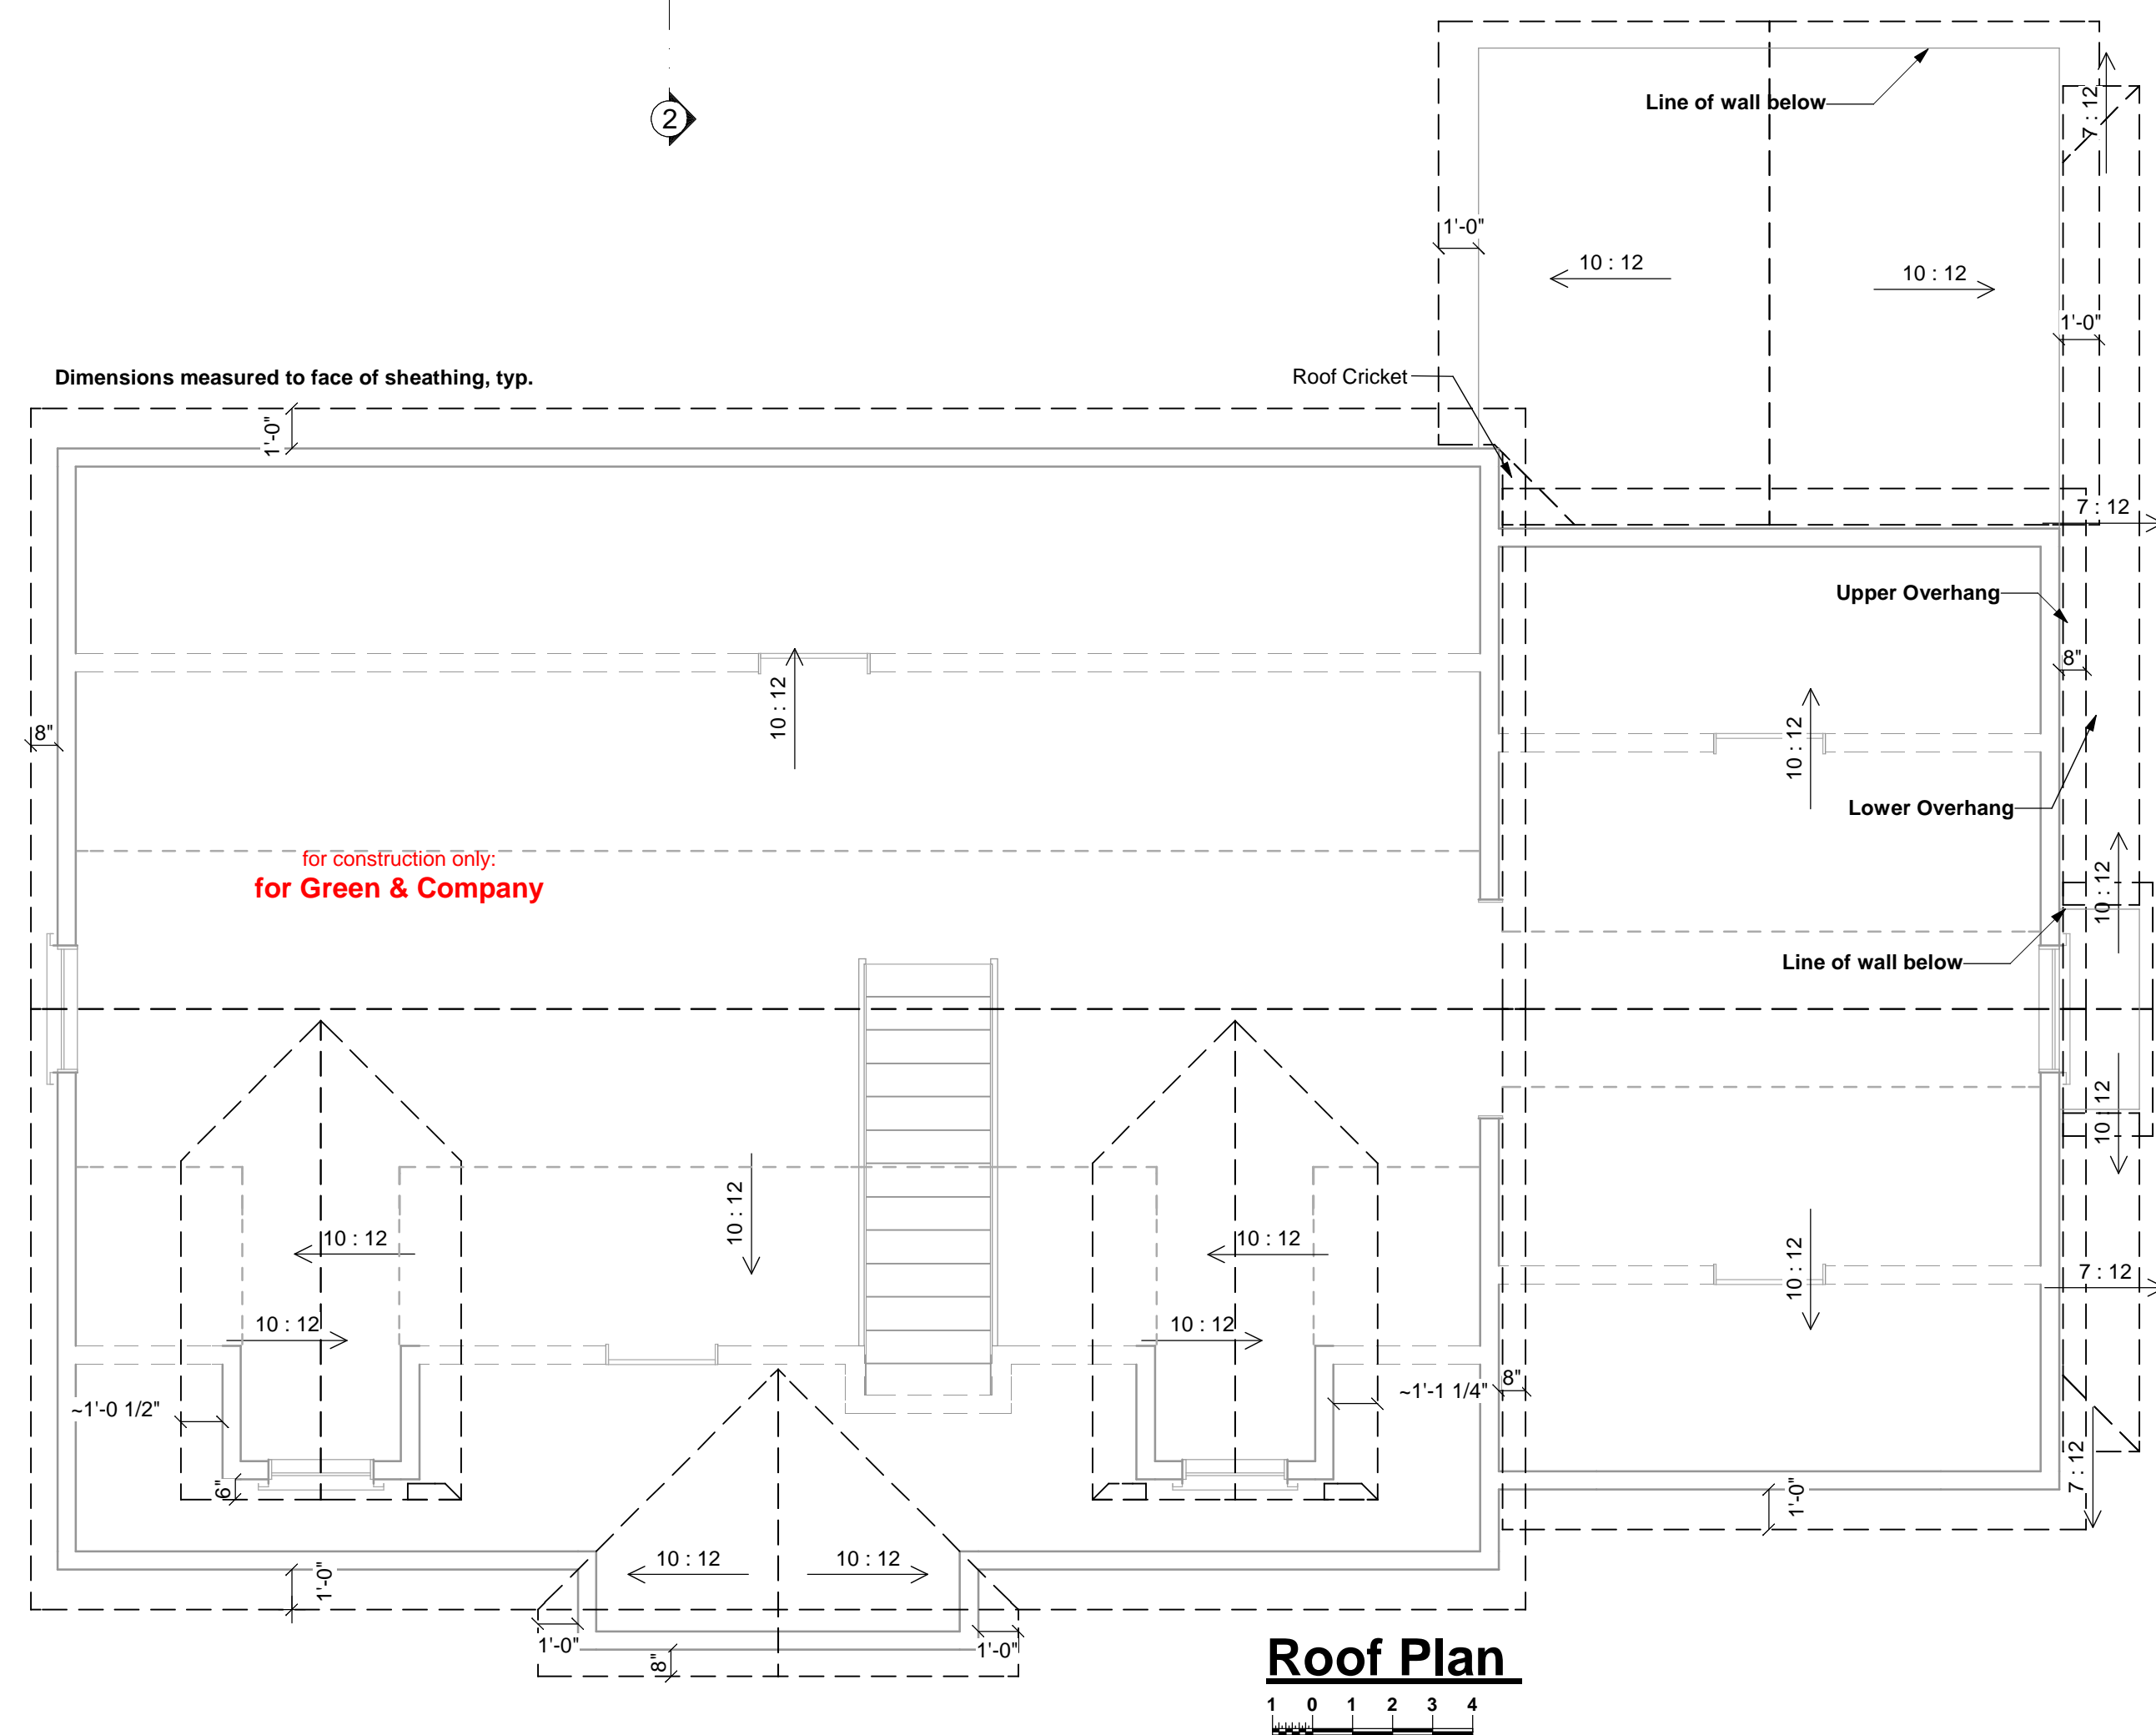 2
Line of wall below
7 : 12
1'-0"
10 : 12
10 : 12
1'-0"
Dimensions measured to face of sheathing, typ.
Roof Cricket
1'-0"
7 : 12
Upper Overhang
8"
10 : 12
8"
10 : 12
Lower Overhang
for construction only:
for Green & Company
10 : 12
Line of wall below
10 : 12
10 : 12
10 : 12
10 : 12
10 : 12
7 : 12
10 : 12
10 : 12
~1'-0 1/2"
~1'-1 1/4"
8"
6"
7 : 12
1'-0"
10 : 12
10 : 12
1'-0"
1'-0"
8"
1'-0"
Roof Plan
1 0 1 2 3 4